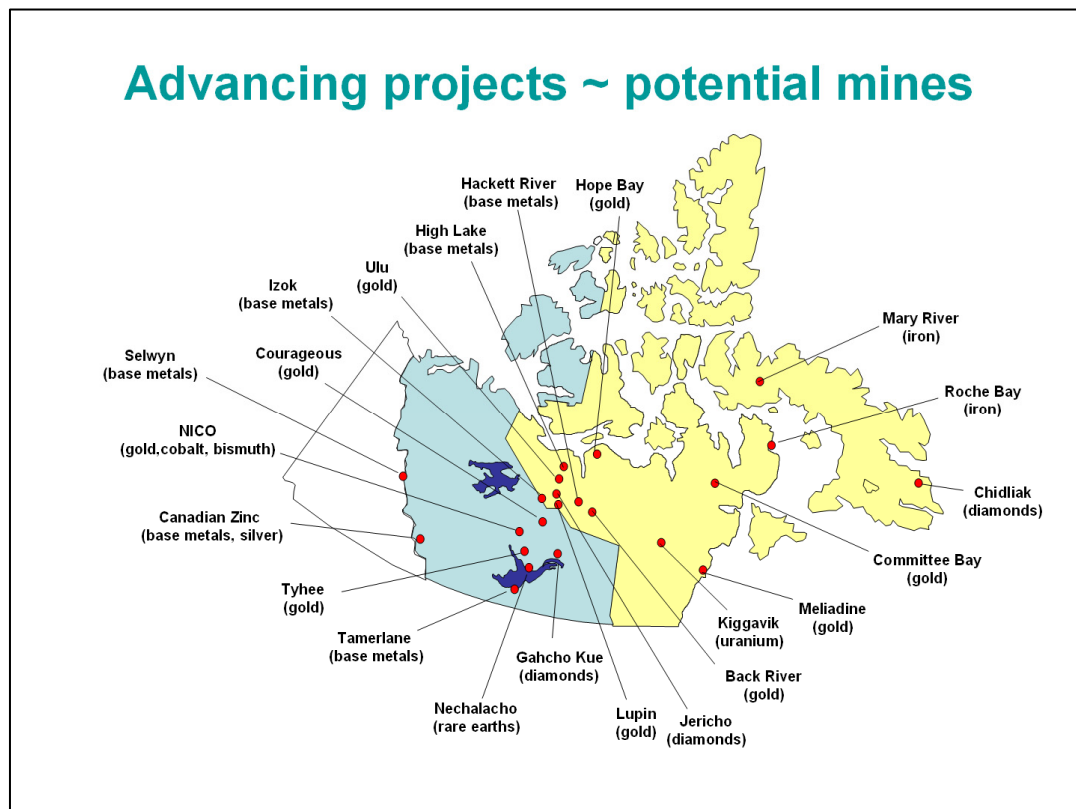 Advancing projects ~ potential mines
Hackett River
(base metals)
Hope Bay
(gold)
High Lake
(base metals)
Ulu
(gold)
Izok
(base metals)
Courageous
(gold)
Selwyn
(base metals)
NICO
(gold,cobalt, bismuth)
Canadian Zinc
(base metals, silver)
Tyhee
(gold)
Tamerlane
(base metals)
Nechalacho
(rare earths)
Gahcho Kue
(diamonds)
Lupin
(gold)
Jericho
(diamonds)
Back River
(gold)
Kiggavik
(uranium)
Meliadine
(gold)
Committee Bay
(gold)
Chidliak
(diamonds)
Roche Bay
(iron)
Mary River
(iron)